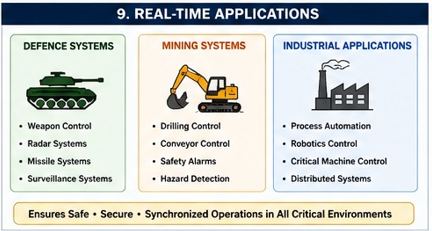 9. REAL-TIME APPLICATIONS
DEFENCE SYSTEMS
• Weapon Control
• Radar Systems
• Missile Systems
• Surveillance Systems
MINING SYSTEMS
• Drilling Control
• Conveyor Control
• Safety Alarms
• Hazard Detection
INDUSTRIAL APPLICATIONS
• Process Automation
• Robotics Control
• Critical Machine Control
• Distributed Systems
Ensures Safe • Secure • Synchronized Operations in All Critical Environments